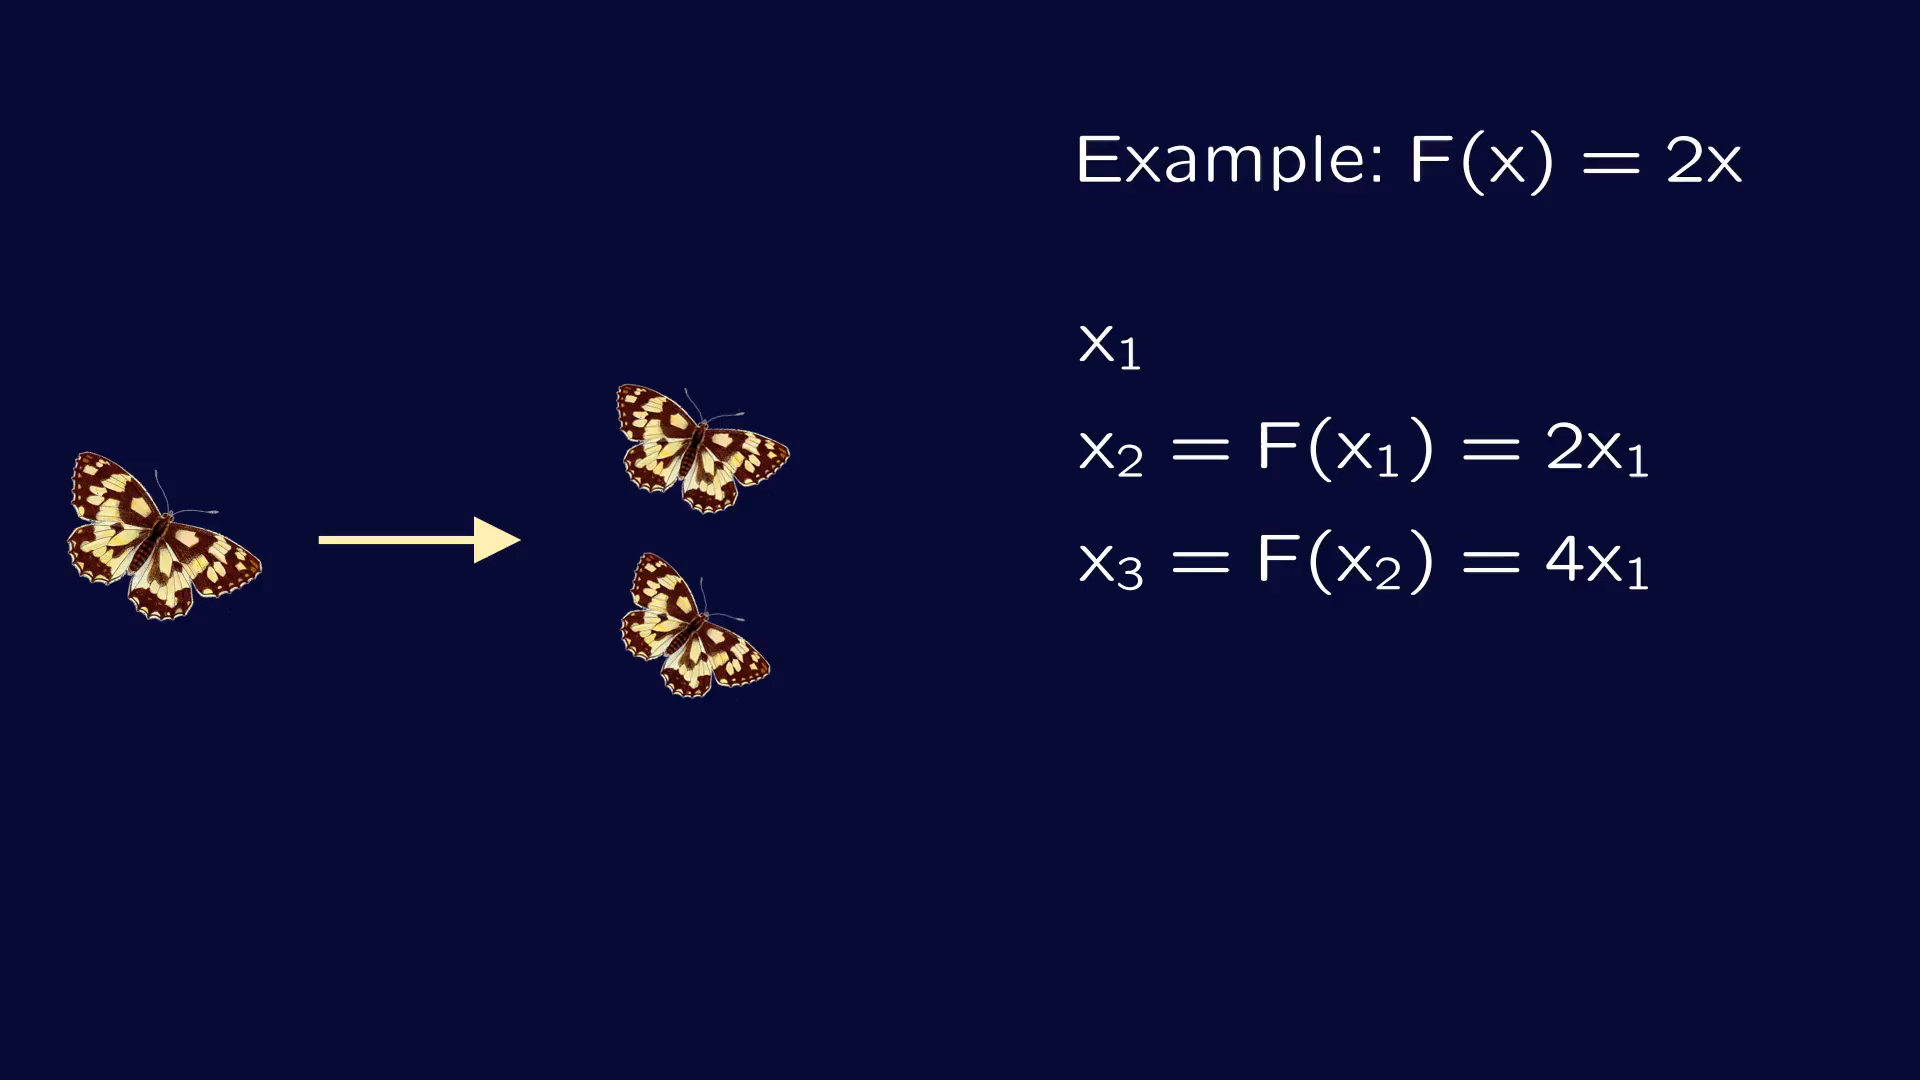 Example: F(x) = 2x
x₁
x₂ = F(x₁) = 2x₁
x₃ = F(x₂) = 4x₁